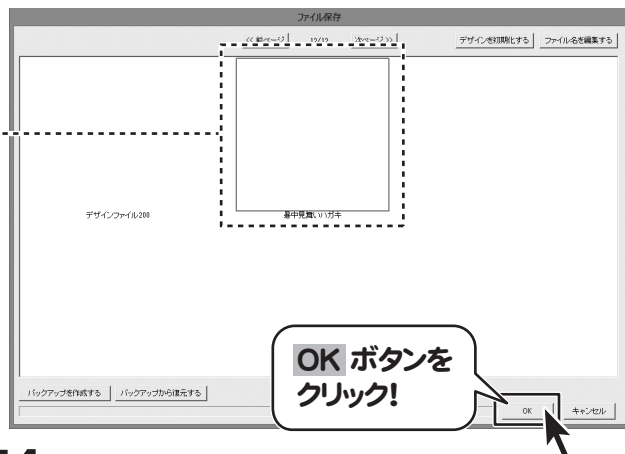 ファイル保存
<< 前ページ 12/12 次ページ >> デザインを初期化する ファイル名を編集する
デザインファイル200 暑中見舞いハガキ
OK ボタンを
クリック!
バックアップを作成する バックアップから復元する
OK キャンセル